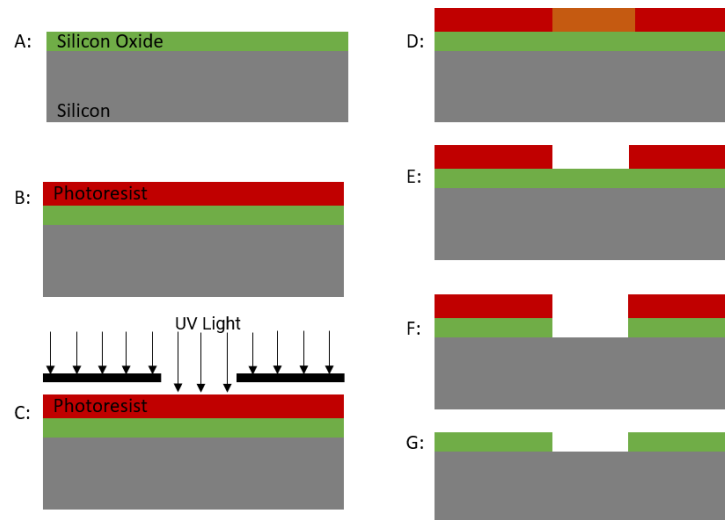 A:
Silicon Oxide
Silicon
B:
Photoresist
UV Light
C:
Photoresist
D:
E:
F:
G: